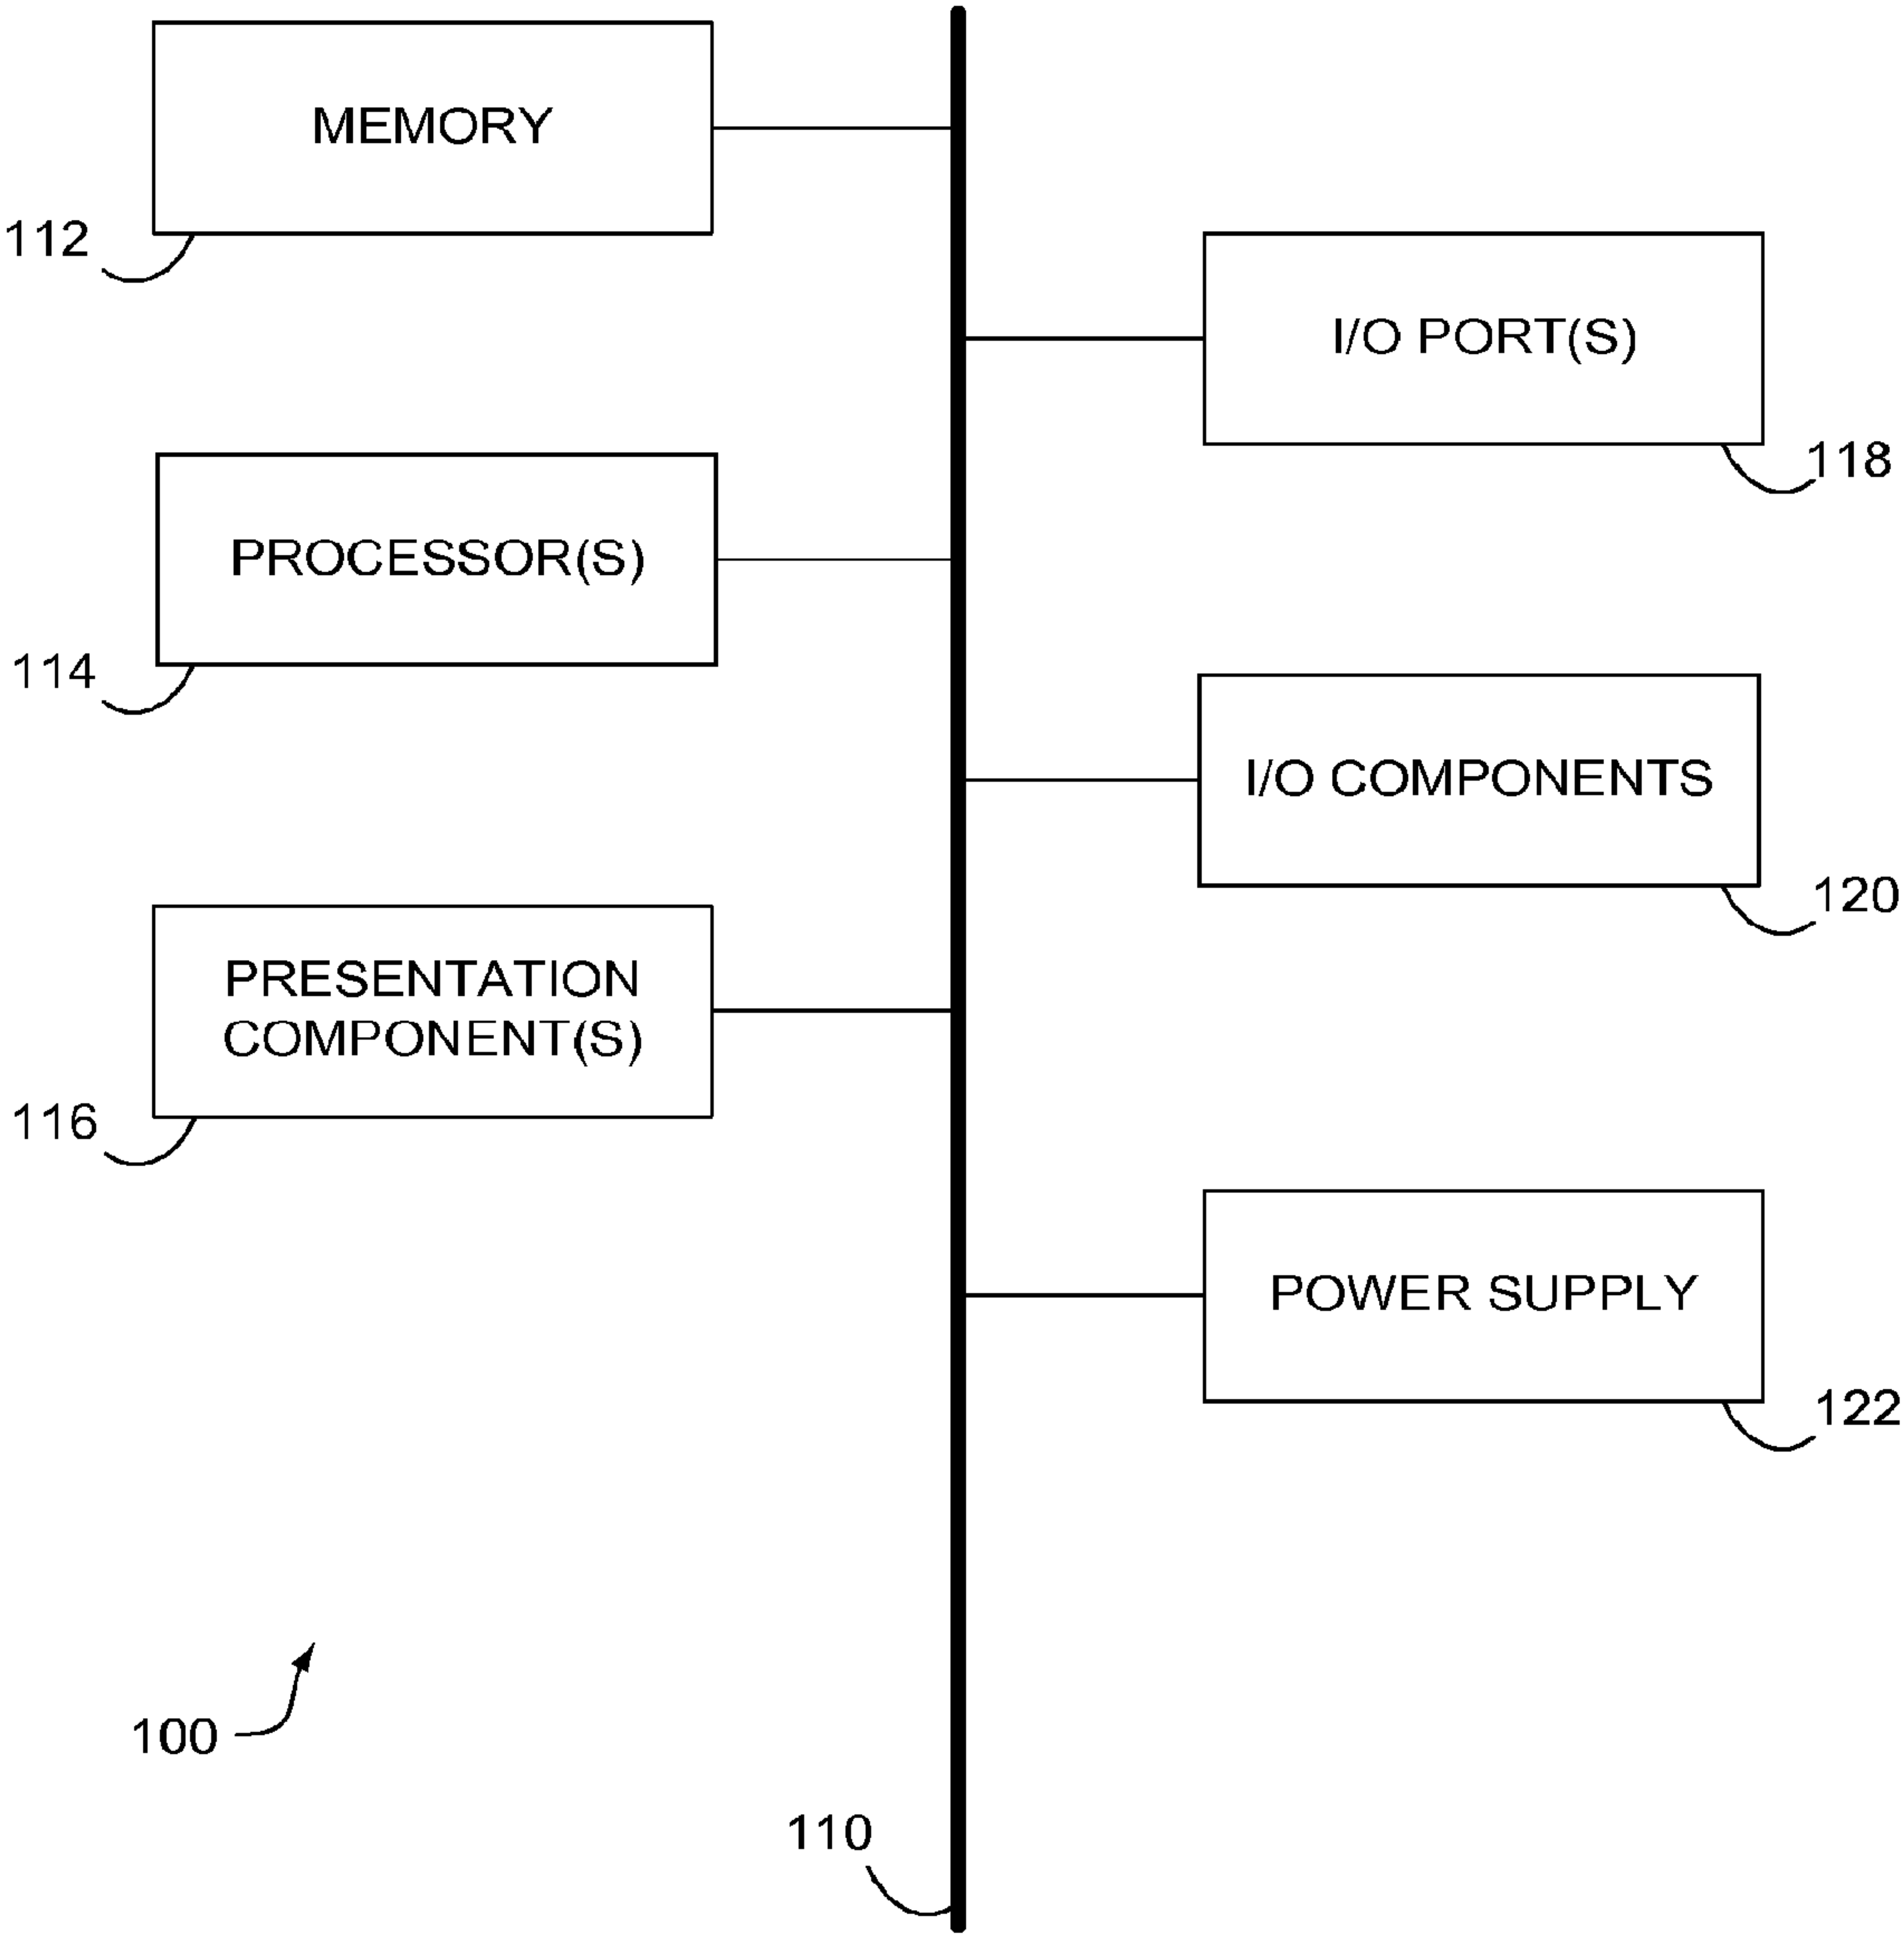 MEMORY
112
I/O PORT(S)
118
PROCESSOR(S)
114
I/O COMPONENTS
120
PRESENTATION
COMPONENT(S)
116
POWER SUPPLY
122
100
110